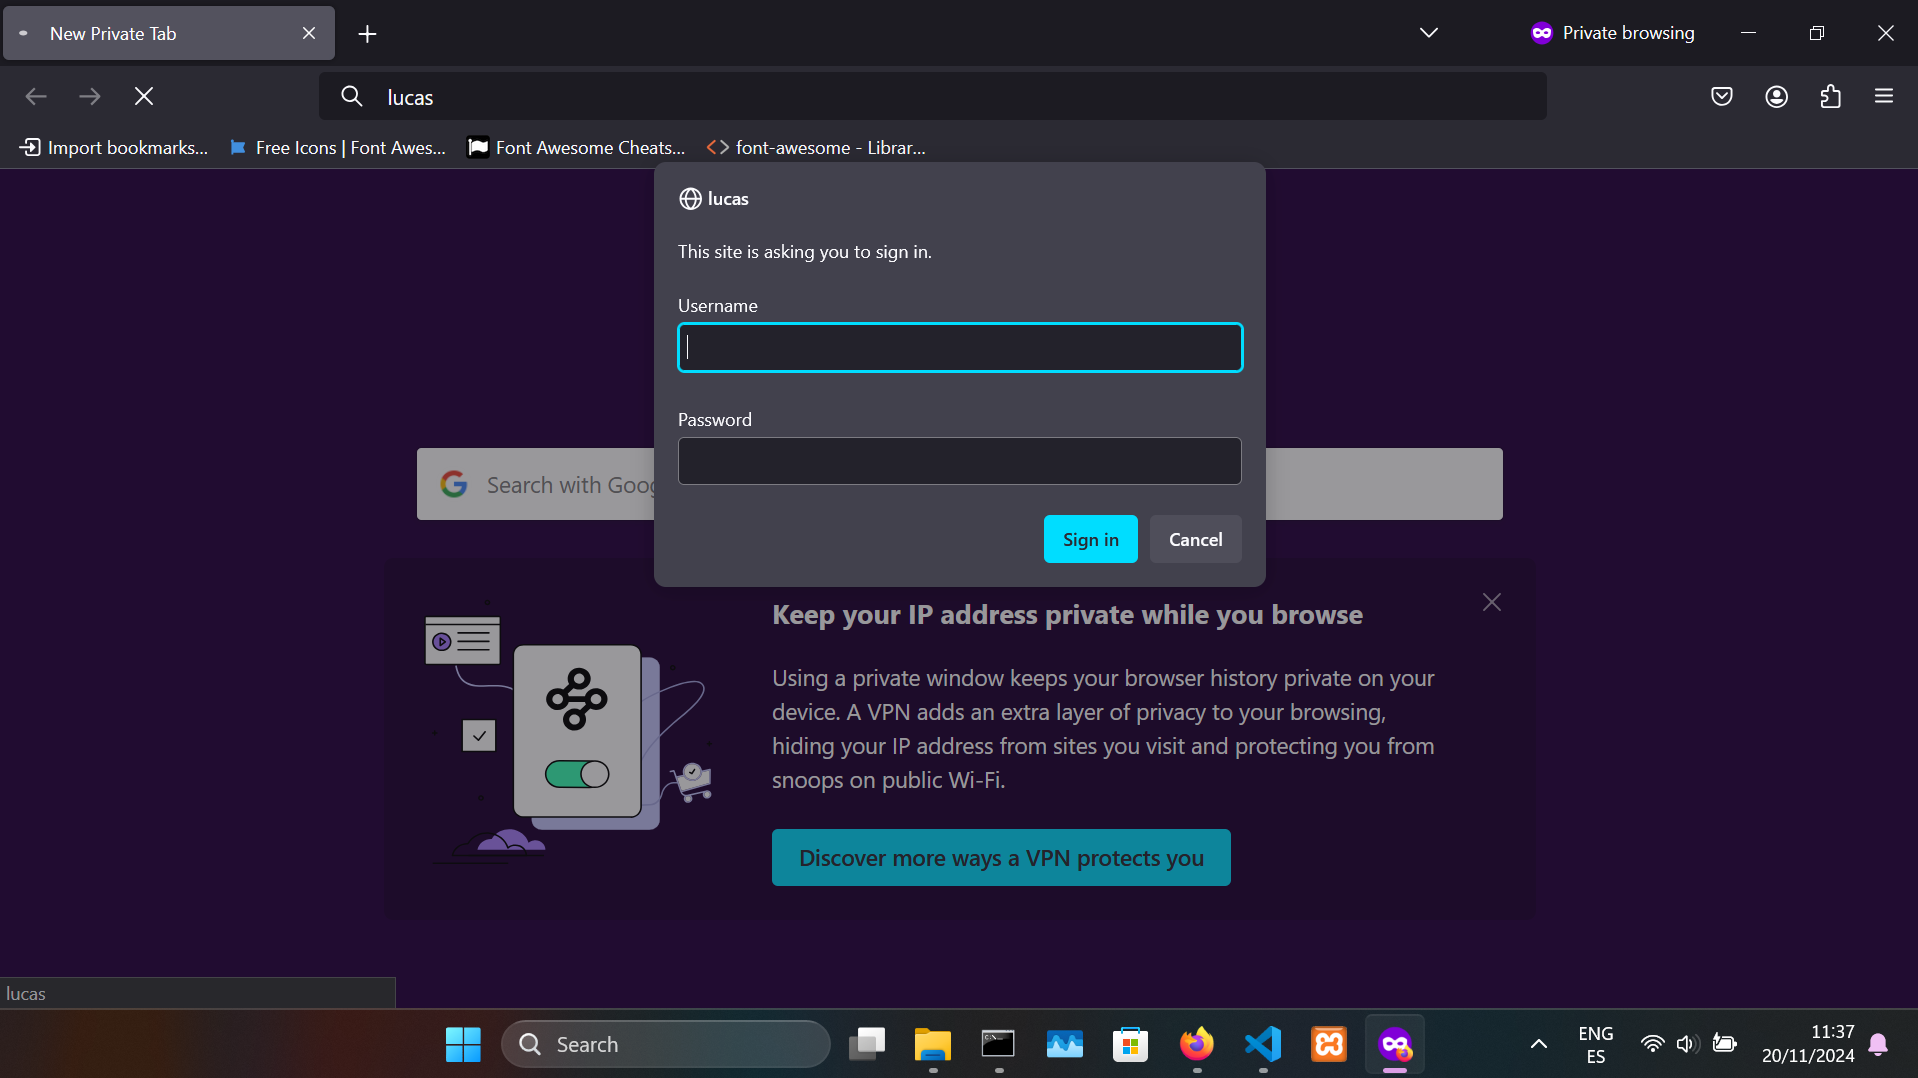 New Private Tab
Private browsing
lucas
Import bookmarks...
Free Icons | Font Awes...
Font Awesome Cheats...
font-awesome - Librar...
lucas
This site is asking you to sign in.
Username
Password
Search with Goog
Sign in
Cancel
Keep your IP address private while you browse
Using a private window keeps your browser history private on your
device. A VPN adds an extra layer of privacy to your browsing,
hiding your IP address from sites you visit and protecting you from
snoops on public Wi-Fi.
Discover more ways a VPN protects you
lucas
Search
ENG
ES
11:37
20/11/2024